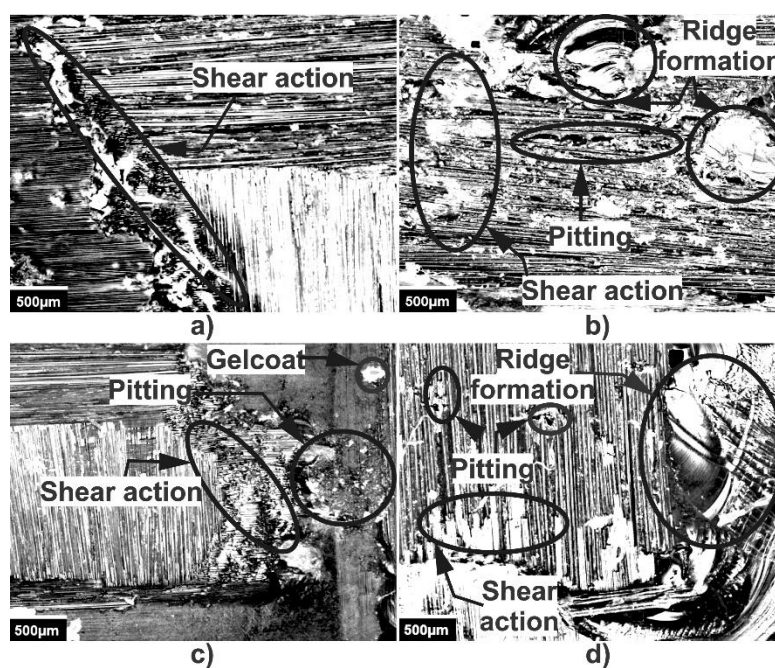 Shear action
500μm
a)
Ridge
formation
Pitting
Shear action
500μm
b)
Gelcoat
Pitting
Shear action
500μm
c)
Ridge
formation
Pitting
Shear
action
500μm
d)